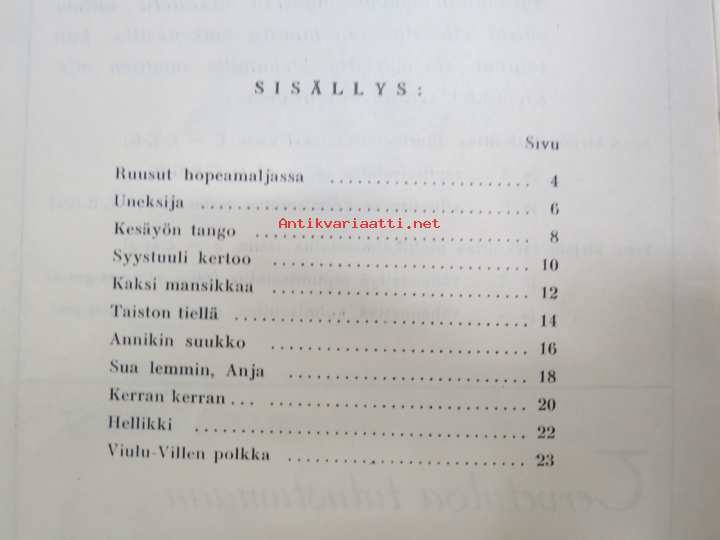 SISÄLLYS:
Sivu
Ruusut hopeamaljassa ........................ 4
Uneksija ........................ 6
Antikvariaatti.net
Kesäyön tango ........................ 8
Syystuuli kertoo ........................ 10
Kaksi mansikkaa ........................ 12
Taiston tiellä ........................ 14
Annikin suukko ........................ 16
Sua lemmin, Anja ........................ 18
Kerran kerran... ........................ 20
Hellikki ........................ 22
Viulu-Villen polkka ........................ 23